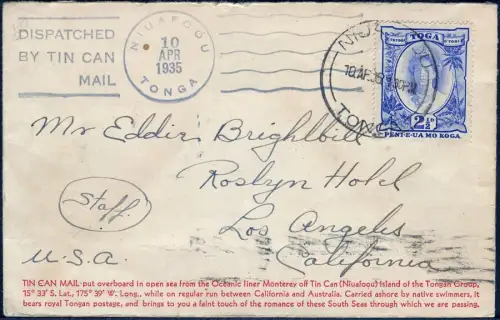 DISPATCHED
BY TIN CAN
MAIL
NIUAFOOU
10
APR
1935
TONGA
TONGA
TOGA
2½D
PENI-E-UA MO KOGA
Mr Eddie Brightbill
Roslyn Hotel
Los Angeles
California
Staff.
U.S.A.
TIN CAN MAIL-put overboard in open sea from the Oceanic liner Monterey off Tin Can (Niuafoou) Island of the Tongan Group,
15° 33' S. Lat., 175° 39' W. Long., while on regular run between California and Australia. Carried ashore by native swimmers, it
bears royal Tongan postage, and brings to you a faint touch of the romance of these South Seas through which we are passing.